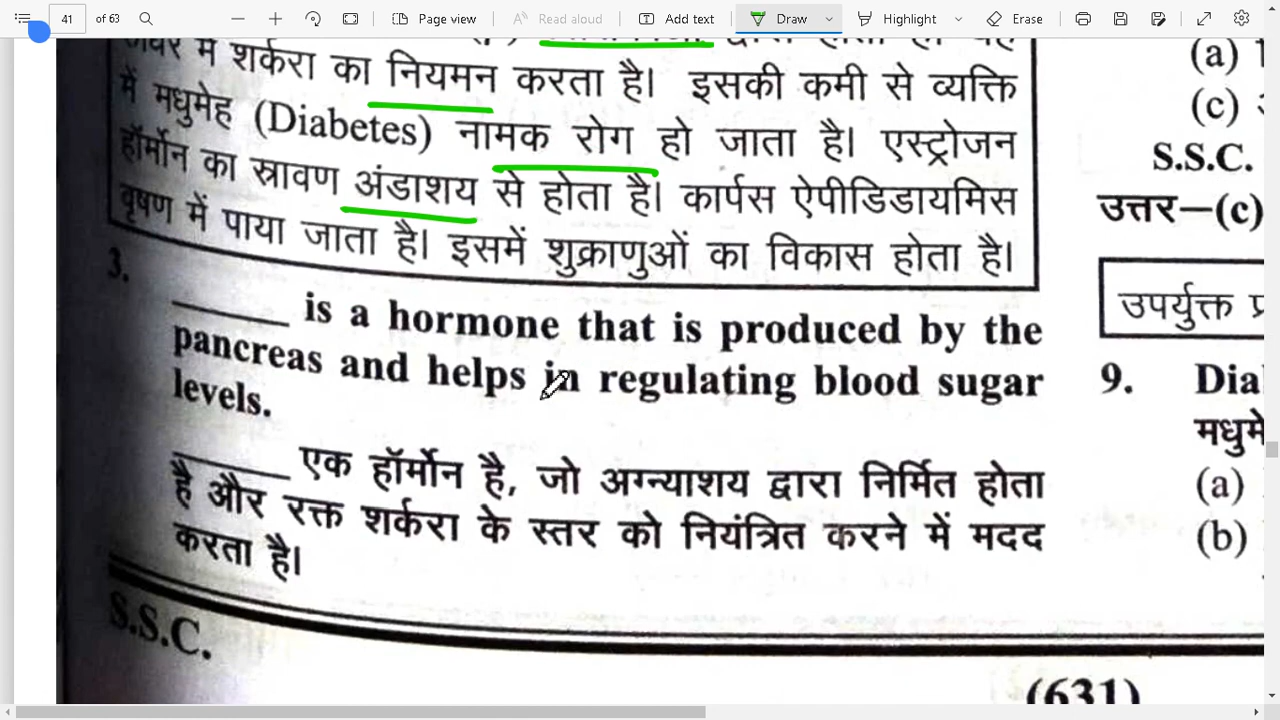 41 of 63 Page view Read aloud Add text Draw Highlight Erase
में शर्करा का नियमन करता है। इसकी कमी से व्यक्ति
में मधुमेह (Diabetes) नामक रोग हो जाता है। एस्ट्रोजन
हॉर्मोन का स्रावण अंडाशय से होता है। कार्पस ऐपीडिडायमिस
वृषण में पाया जाता है। इसमें शुक्राणुओं का विकास होता है।
3.
_____ is a hormone that is produced by the
pancreas and helps in regulating blood sugar
levels.
_____ एक हॉर्मोन है, जो अग्न्याशय द्वारा निर्मित होता
है और रक्त शर्करा के स्तर को नियंत्रित करने में मदद
करता है।
S.S.C.
(631)
(a)
(c)
S.S.C.
उत्तर—(c)
उपर्युक्त
9. Dia
(a)
(b)